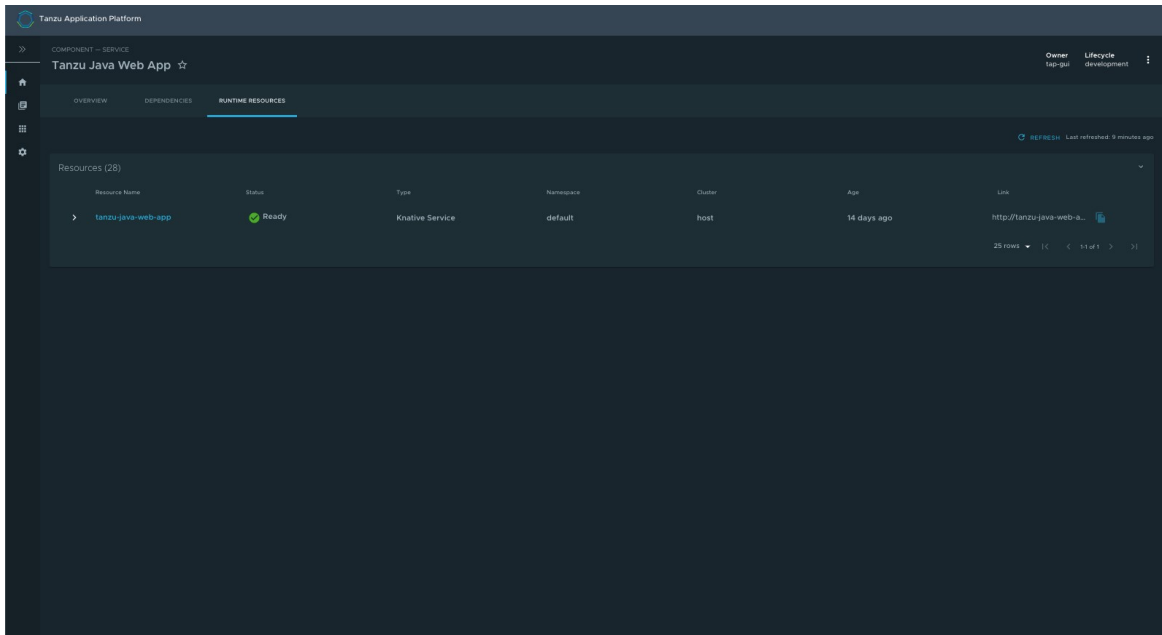 Tanzu Application Platform
COMPONENT — SERVICE
Tanzu Java Web App
Owner
tap-gui
Lifecycle
development
OVERVIEW DEPENDENCIES RUNTIME RESOURCES
REFRESH Last refreshed: 9 minutes ago
Resources (28)
Resource Name Status Type Namespace Cluster Age Link
tanzu-java-web-app Ready Knative Service default host 14 days ago http://tanzu-java-web-a...
25 rows 1-1 of 1